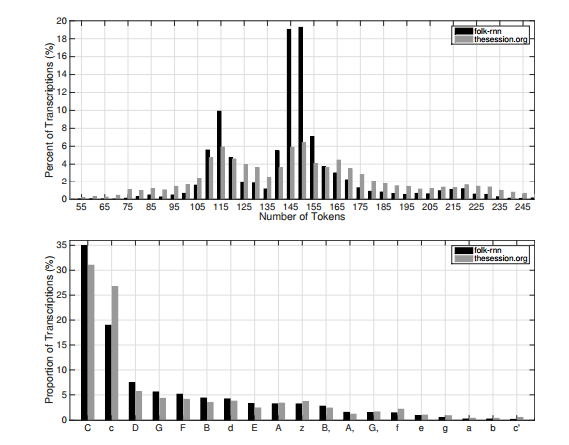 20
18
16
14
12
10
8
6
4
2
0
Percent of Transcriptions (%)
folk-rnn
thesession.org
55 65 75 85 95 105 115 125 135 145 155 165 175 185 195 205 215 225 235 245
Number of Tokens
35
30
25
20
15
10
5
0
Proportion of Transcriptions (%)
folk-rnn
thesession.org
C c D G F B d E A z B, A, G, f e g a b c'